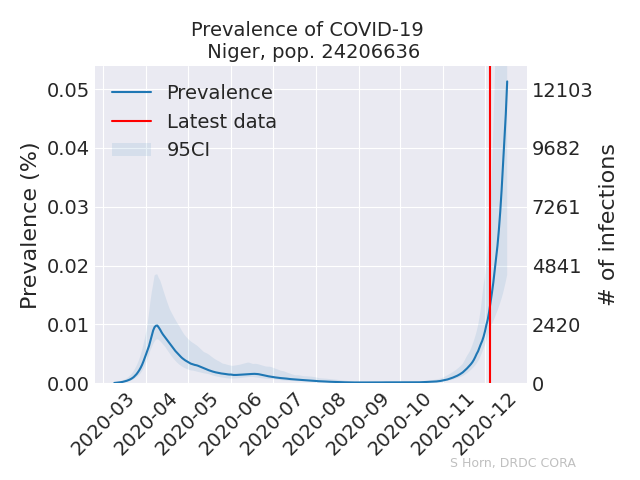 Prevalence of COVID-19
Niger, pop. 24206636
Prevalence
Latest data
95CI
Prevalence (%)
0.05
0.04
0.03
0.02
0.01
0.00
12103
9682
7261
4841
2420
0
# of infections
2020-03
2020-04
2020-05
2020-06
2020-07
2020-08
2020-09
2020-10
2020-11
2020-12
S Horn, DRDC CORA